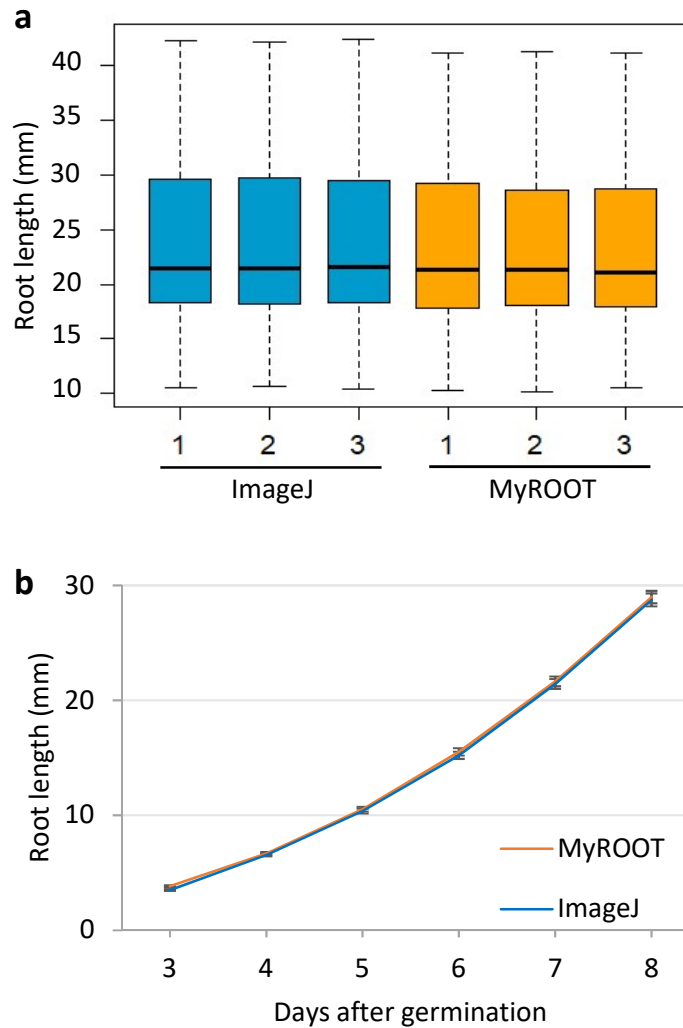 a
Root length (mm)
40
35
30
25
20
15
10
1 2 3 1 2 3
ImageJ MyROOT
b
Root length (mm)
30
20
10
0
MyROOT
ImageJ
3 4 5 6 7 8
Days after germination